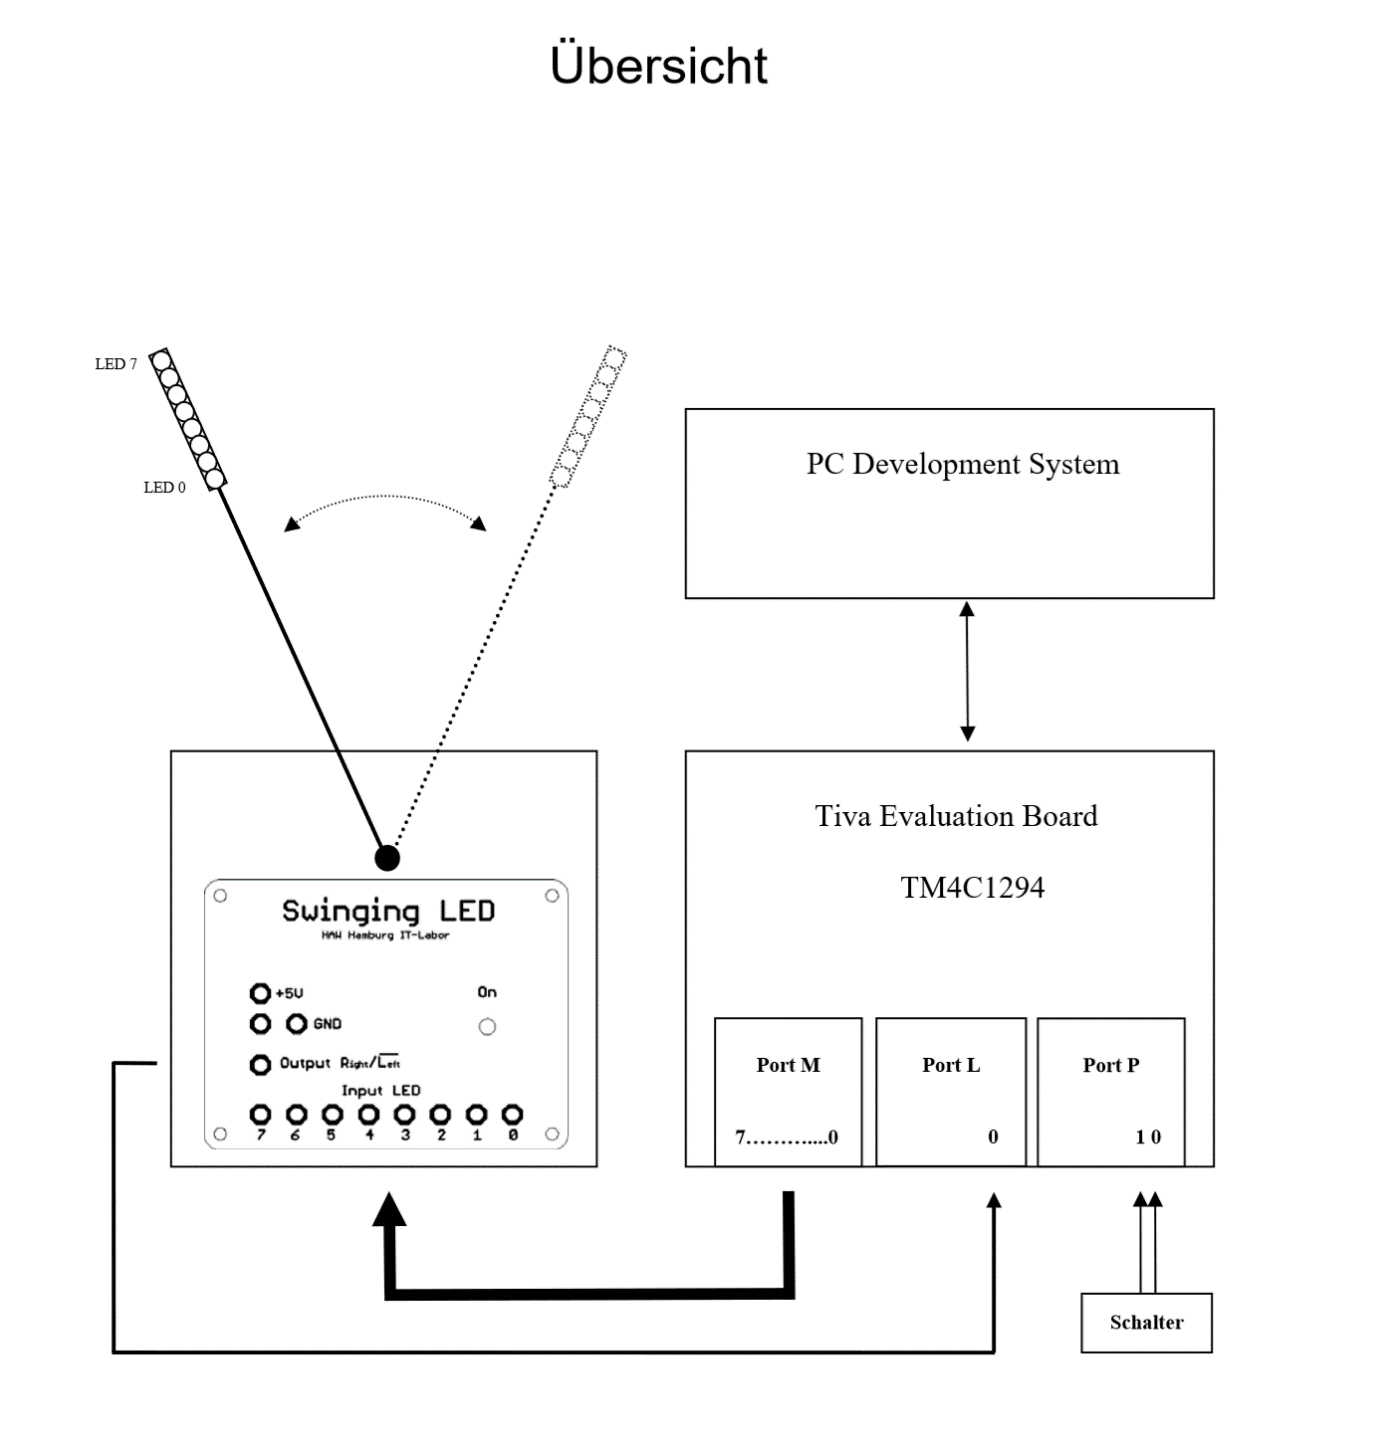 Übersicht
LED 7
LED 0
PC Development System
Tiva Evaluation Board
TM4C1294
Swinging LED
HAW Hamburg IT-Labor
+5V
On
GND
Output Right/Left
Input LED
7 6 5 4 3 2 1 0
Port M
Port L
Port P
7..............0
0
1 0
Schalter